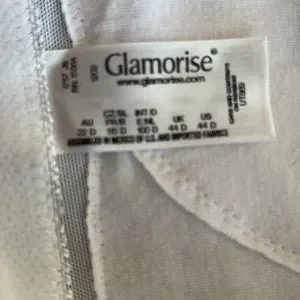 Glamorise®
www.glamorise.com
CZ/SL INT/D
AU FR/B E/NL UK US
22 D 115 D 100 D 44 D 44 D
ASSEMBLED IN MEXICO OF U.S. AND IMPORTED FABRICS